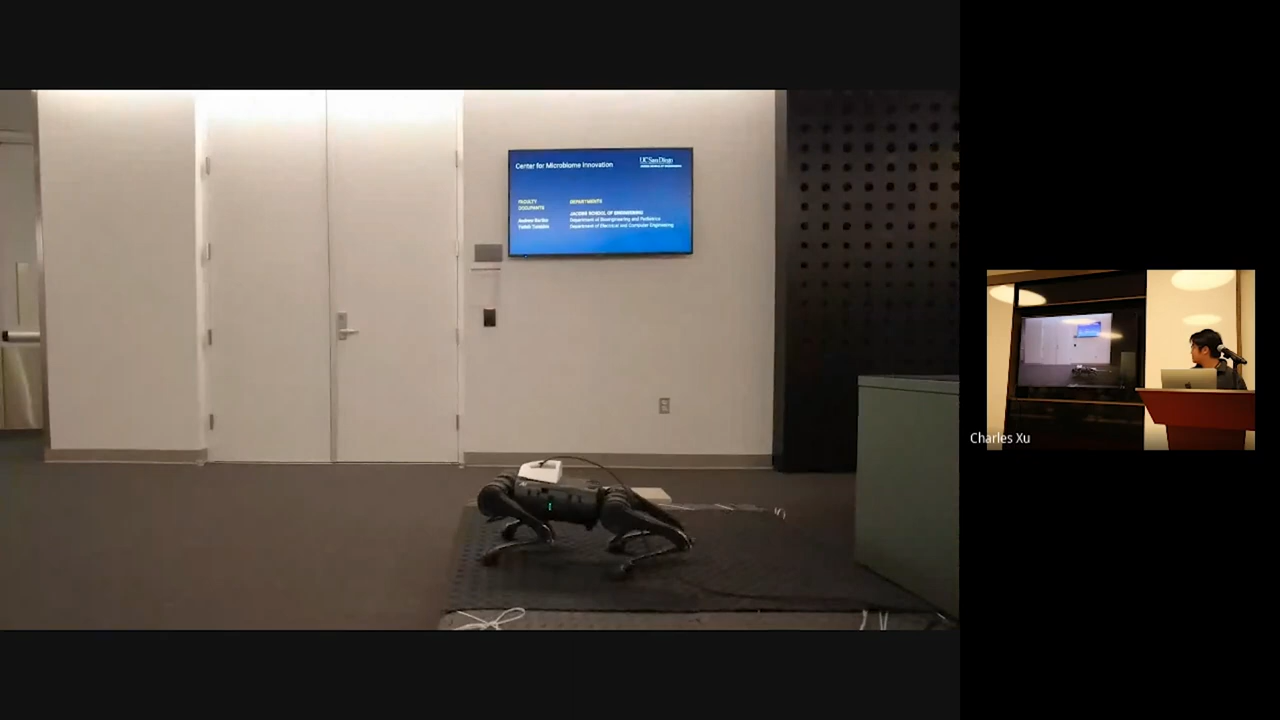 Center for Microbiome Innovation
UC San Diego
FACULTY
OCCUPANTS
DEPARTMENTS
JACOBS SCHOOL OF ENGINEERING
Department of Bioengineering and Pediatrics
Department of Electrical and Computer Engineering
Charles Xu